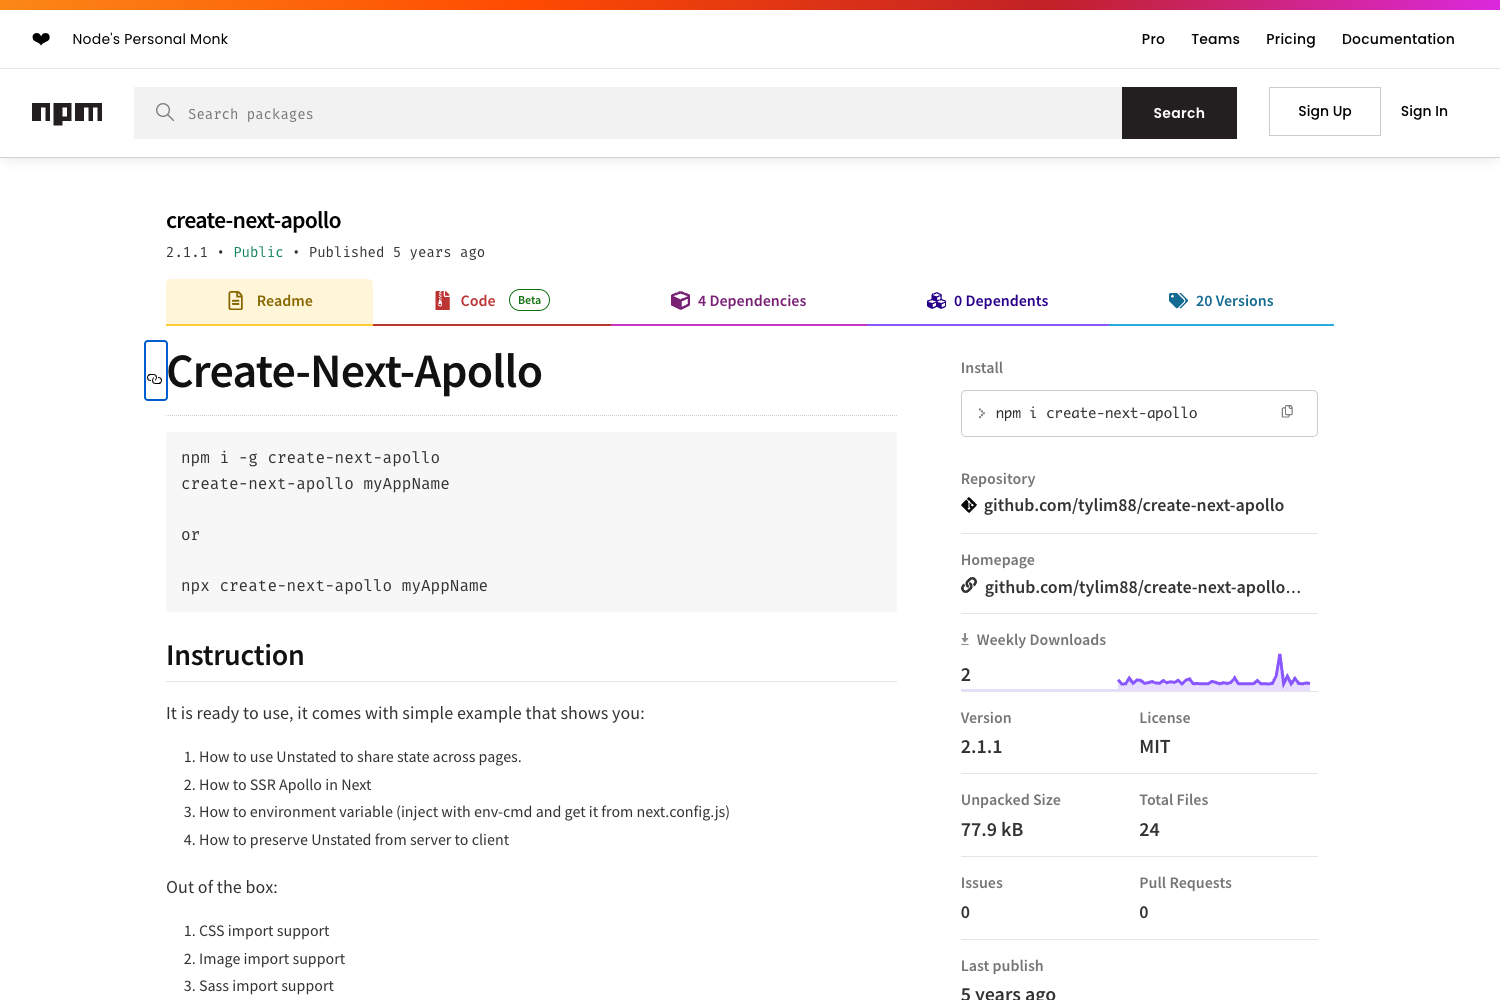 Node's Personal Monk
Pro
Teams
Pricing
Documentation
npm
Search packages
Search
Sign Up
Sign In
create-next-apollo
2.1.1 • Public • Published 5 years ago
Readme
Code Beta
4 Dependencies
0 Dependents
20 Versions
Create-Next-Apollo
npm i -g create-next-apollo
create-next-apollo myAppName
or
npx create-next-apollo myAppName
Instruction
It is ready to use, it comes with simple example that shows you:
1. How to use Unstated to share state across pages.
2. How to SSR Apollo in Next
3. How to environment variable (inject with env-cmd and get it from next.config.js)
4. How to preserve Unstated from server to client
Out of the box:
1. CSS import support
2. Image import support
3. Sass import support
Install
npm i create-next-apollo
Repository
github.com/tylim88/create-next-apollo
Homepage
github.com/tylim88/create-next-apollo...
Weekly Downloads
2
Version
2.1.1
License
MIT
Unpacked Size
77.9 kB
Total Files
24
Issues
0
Pull Requests
0
Last publish
5 years ago